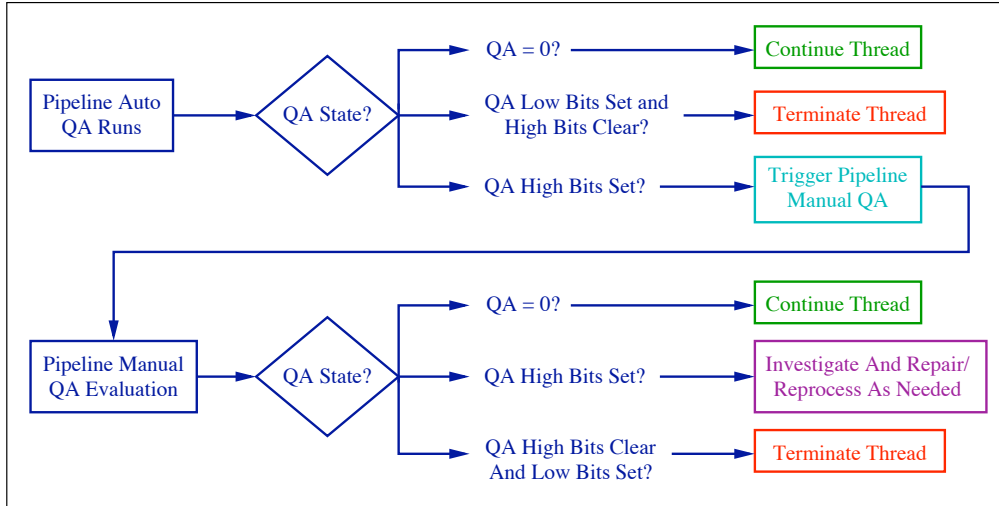 QA = 0?
Continue Thread
Pipeline Auto
QA Runs
QA State?
QA Low Bits Set and
High Bits Clear?
Terminate Thread
QA High Bits Set?
Trigger Pipeline
Manual QA
QA = 0?
Continue Thread
Pipeline Manual
QA Evaluation
QA State?
QA High Bits Set?
Investigate And Repair/
Reprocess As Needed
QA High Bits Clear
And Low Bits Set?
Terminate Thread